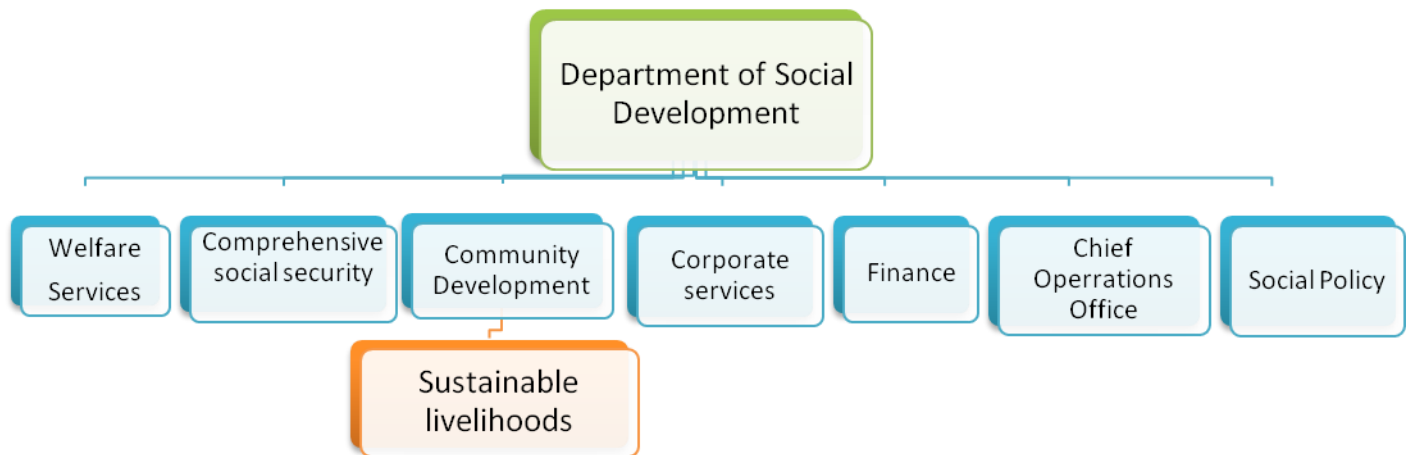 Department of Social
Development
Welfare
Services
Comprehensive
social security
Community
Development
Corporate
services
Finance
Chief
Operrations
Office
Social Policy
Sustainable
livelihoods